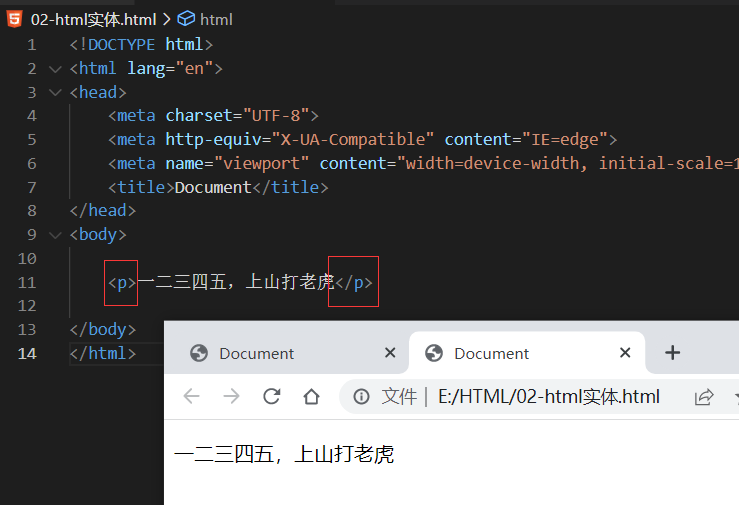 02-html实体.html > html
1 <!DOCTYPE html>
2 <html lang="en">
3 <head>
4 <meta charset="UTF-8">
5 <meta http-equiv="X-UA-Compatible" content="IE=edge">
6 <meta name="viewport" content="width=device-width, initial-scale=1
7 <title>Document</title>
8 </head>
9 <body>
10
11 <p>一二三四五，上山打老虎</p>
12
13 </body>
14 </html>
Document × Document × +
文件 | E:/HTML/02-html实体.html
一二三四五，上山打老虎